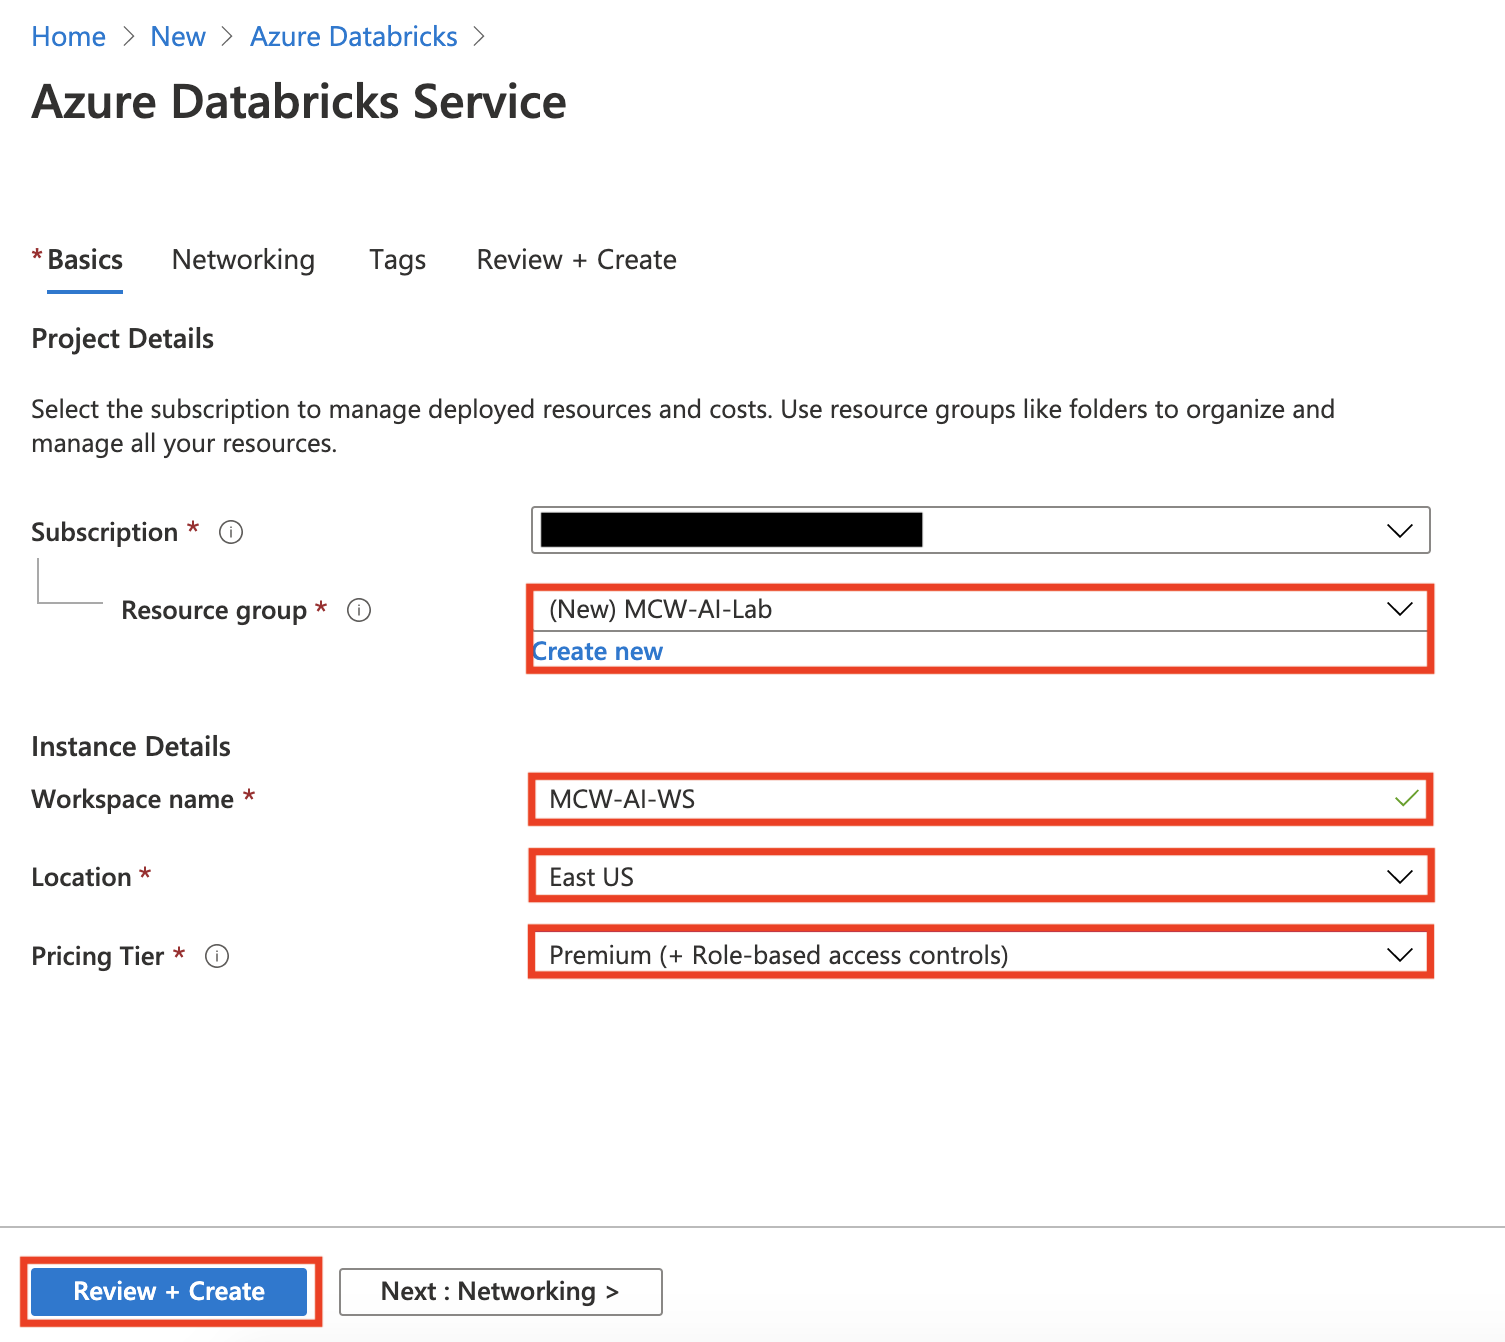 Home > New > Azure Databricks >
Azure Databricks Service
* Basics Networking Tags Review + Create
Project Details
Select the subscription to manage deployed resources and costs. Use resource groups like folders to organize and
manage all your resources.
Subscription *
Resource group * (New) MCW-AI-Lab
Create new
Instance Details
Workspace name * MCW-AI-WS
Location * East US
Pricing Tier * Premium (+ Role-based access controls)
Review + Create Next : Networking >